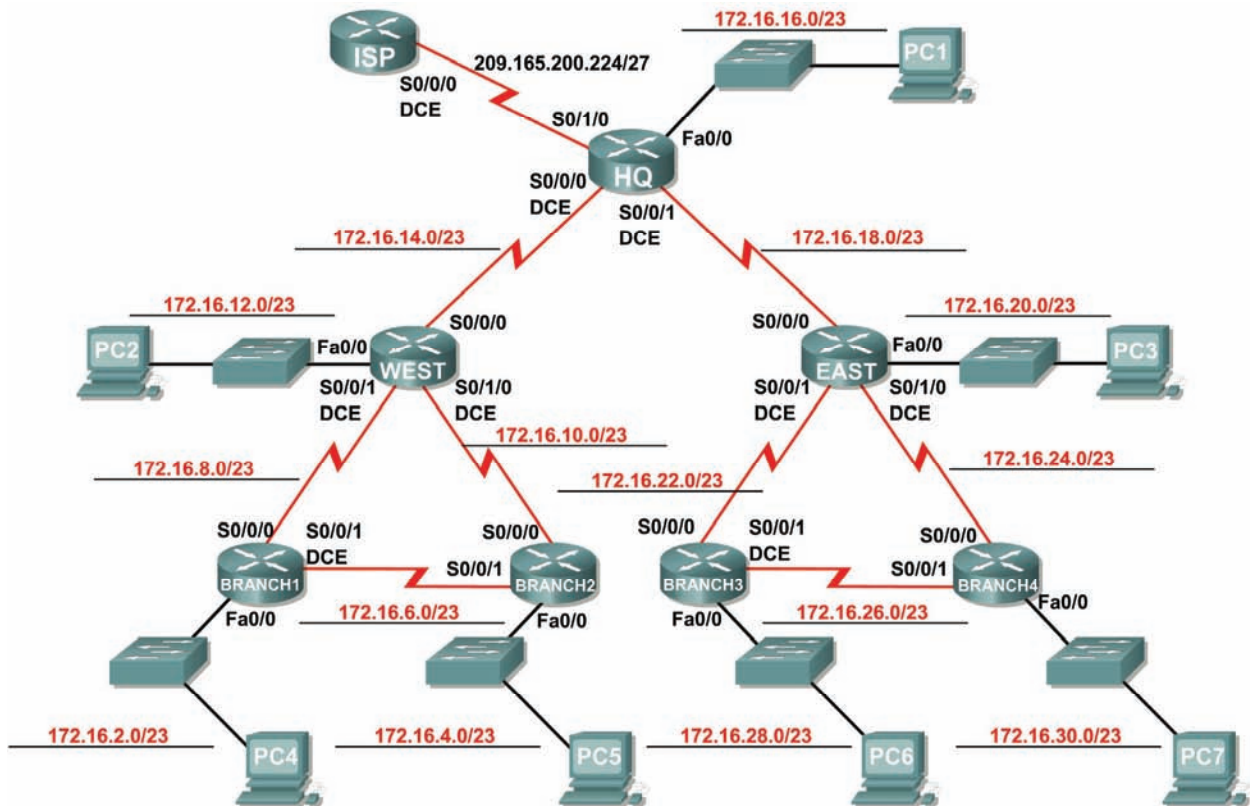 172.16.16.0/23
PC1
ISP
209.165.200.224/27
S0/0/0
DCE
S0/1/0
Fa0/0
HQ
S0/0/0
DCE
S0/0/1
DCE
172.16.14.0/23
172.16.18.0/23
172.16.12.0/23
172.16.20.0/23
S0/0/0
S0/0/0
PC2
Fa0/0
WEST
EAST
Fa0/0
PC3
S0/0/1
DCE
S0/1/0
DCE
S0/0/1
DCE
S0/1/0
DCE
172.16.10.0/23
172.16.8.0/23
172.16.22.0/23
172.16.24.0/23
S0/0/0
S0/0/1
DCE
S0/0/0
S0/0/0
S0/0/1
DCE
S0/0/0
BRANCH1
S0/0/1
BRANCH2
BRANCH3
S0/0/1
BRANCH4
Fa0/0
172.16.6.0/23
Fa0/0
Fa0/0
172.16.26.0/23
Fa0/0
172.16.2.0/23
PC4
172.16.4.0/23
PC5
172.16.28.0/23
PC6
172.16.30.0/23
PC7